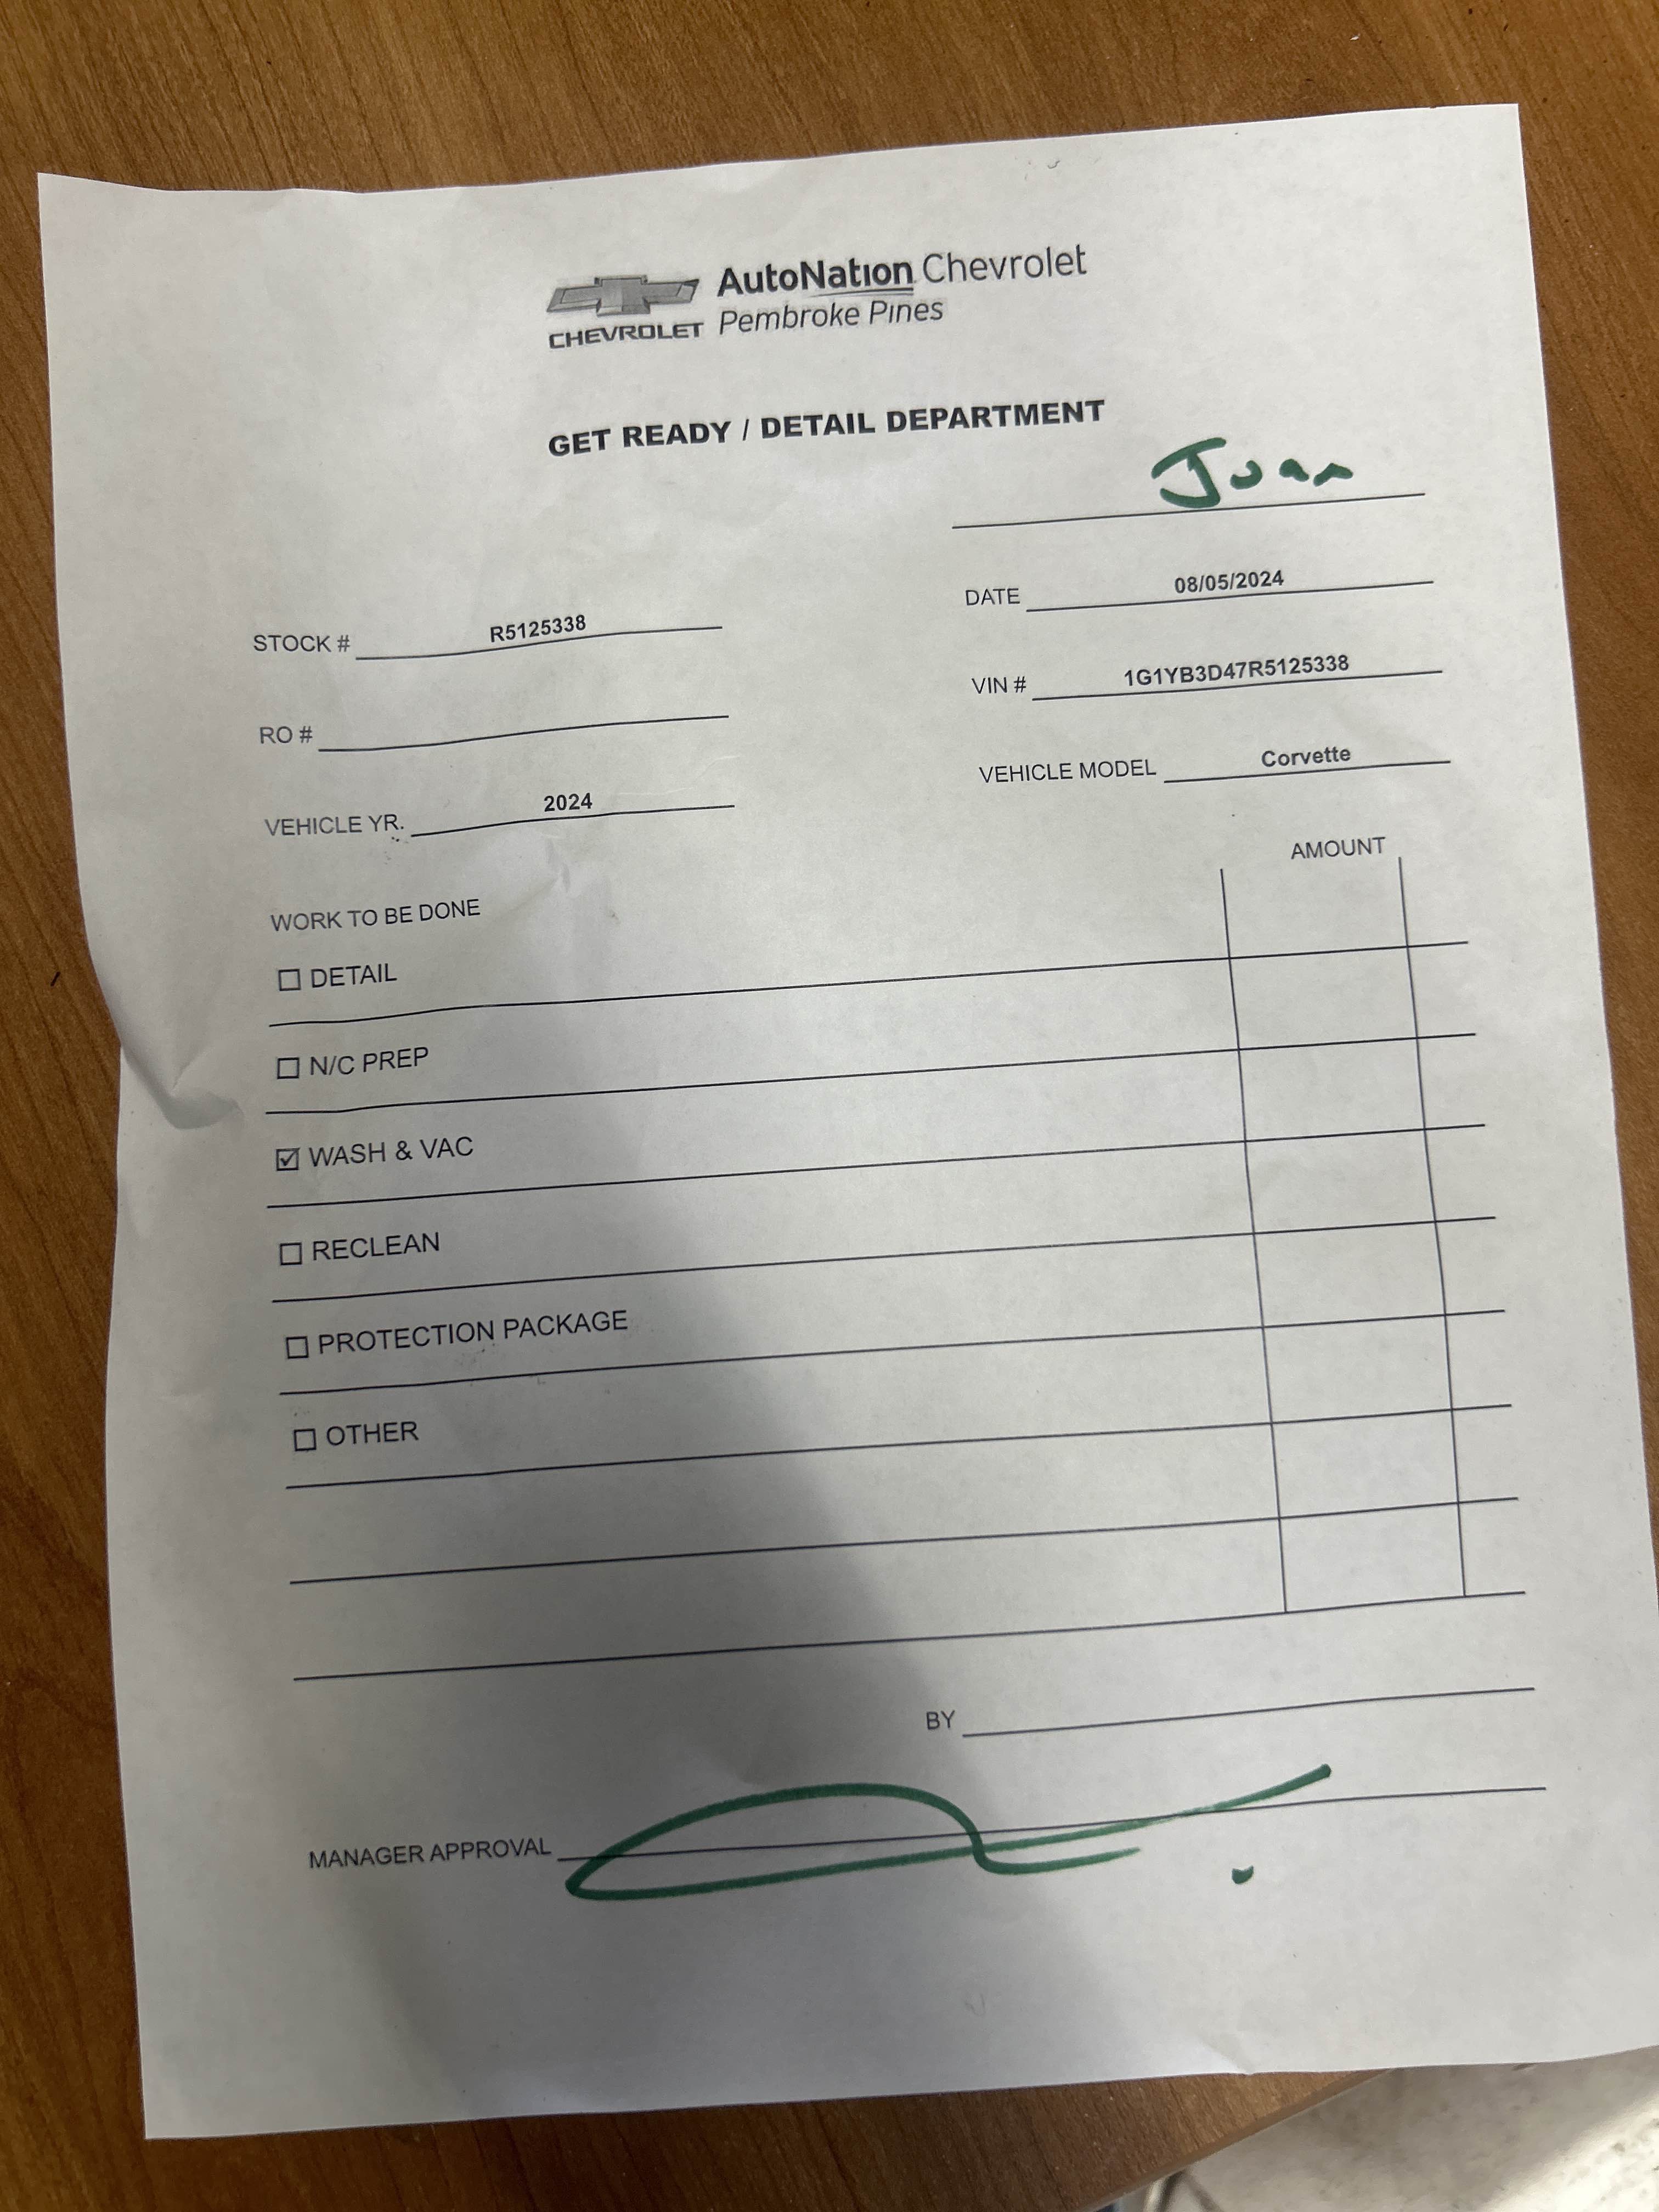 AutoNation Chevrolet
CHEVROLET Pembroke Pines
GET READY / DETAIL DEPARTMENT
Juan
DATE 08/05/2024
STOCK # R5125338
VIN # 1G1YB3D47R5125338
RO #
VEHICLE MODEL Corvette
VEHICLE YR. 2024
AMOUNT
WORK TO BE DONE
☐ DETAIL
☐ N/C PREP
☑ WASH & VAC
☐ RECLEAN
☐ PROTECTION PACKAGE
☐ OTHER
BY
MANAGER APPROVAL